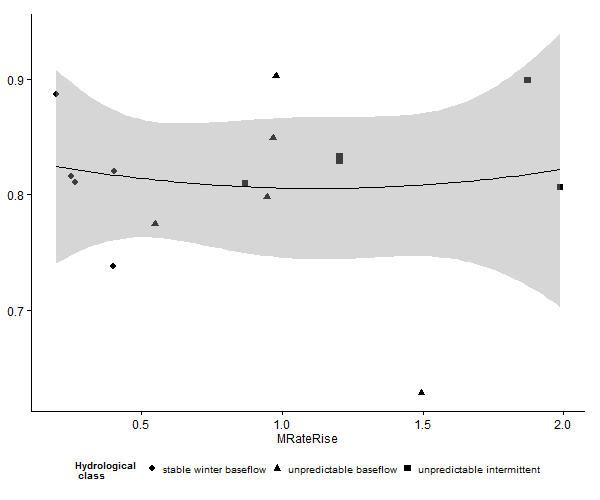 0.9
0.8
0.7
0.5 1.0 1.5 2.0
MRateRise
Hydrological
class
stable winter baseflow unpredictable baseflow unpredictable intermittent